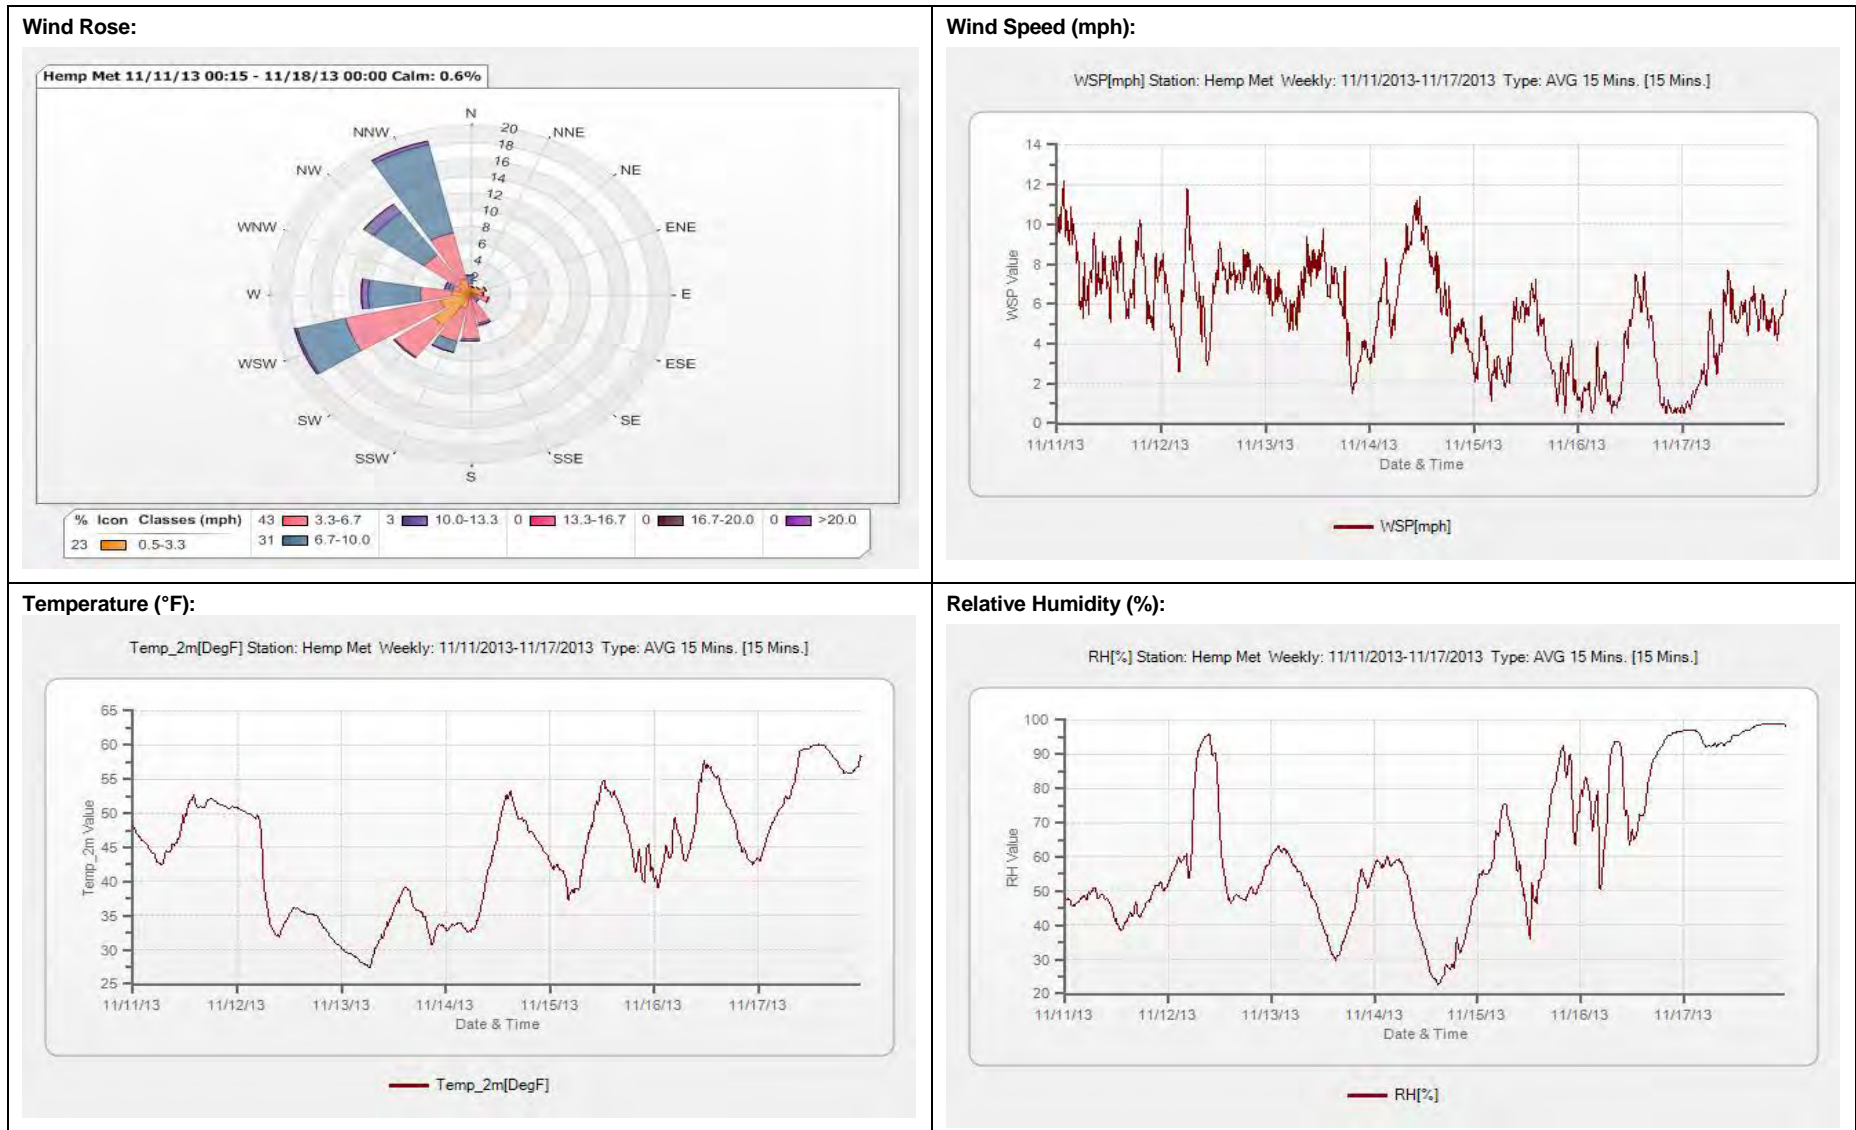 Wind Rose:
Hemp Met 11/11/13 00:15 - 11/18/13 00:00 Calm: 0.6%
N
NNE
NE
ENE
E
ESE
SE
SSE
S
SSW
SW
WSW
W
WNW
NW
NNW
20
18
16
14
12
10
8
6
4
2
% Icon Classes (mph)
23 0.5-3.3
43 3.3-6.7
31 6.7-10.0
3 10.0-13.3
0 13.3-16.7
0 16.7-20.0
0 >20.0
Wind Speed (mph):
WSP[mph] Station: Hemp Met Weekly: 11/11/2013-11/17/2013 Type: AVG 15 Mins. [15 Mins.]
WSP Value
14
12
10
8
6
4
2
0
11/11/13 11/12/13 11/13/13 11/14/13 11/15/13 11/16/13 11/17/13
Date & Time
WSP[mph]
Temperature (°F):
Temp_2m[DegF] Station: Hemp Met Weekly: 11/11/2013-11/17/2013 Type: AVG 15 Mins. [15 Mins.]
Temp_2m Value
65
60
55
50
45
40
35
30
25
11/11/13 11/12/13 11/13/13 11/14/13 11/15/13 11/16/13 11/17/13
Date & Time
Temp_2m[DegF]
Relative Humidity (%):
RH[%] Station: Hemp Met Weekly: 11/11/2013-11/17/2013 Type: AVG 15 Mins. [15 Mins.]
RH Value
100
90
80
70
60
50
40
30
20
11/11/13 11/12/13 11/13/13 11/14/13 11/15/13 11/16/13 11/17/13
Date & Time
RH[%]